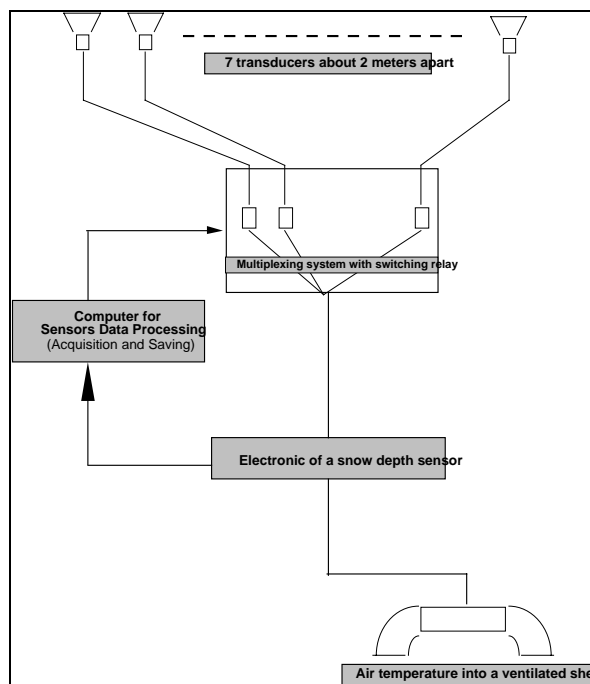 7 transducers about 2 meters apart
Multiplexing system with switching relay
Computer for
Sensors Data Processing
(Acquisition and Saving)
Electronic of a snow depth sensor
Air temperature into a ventilated she